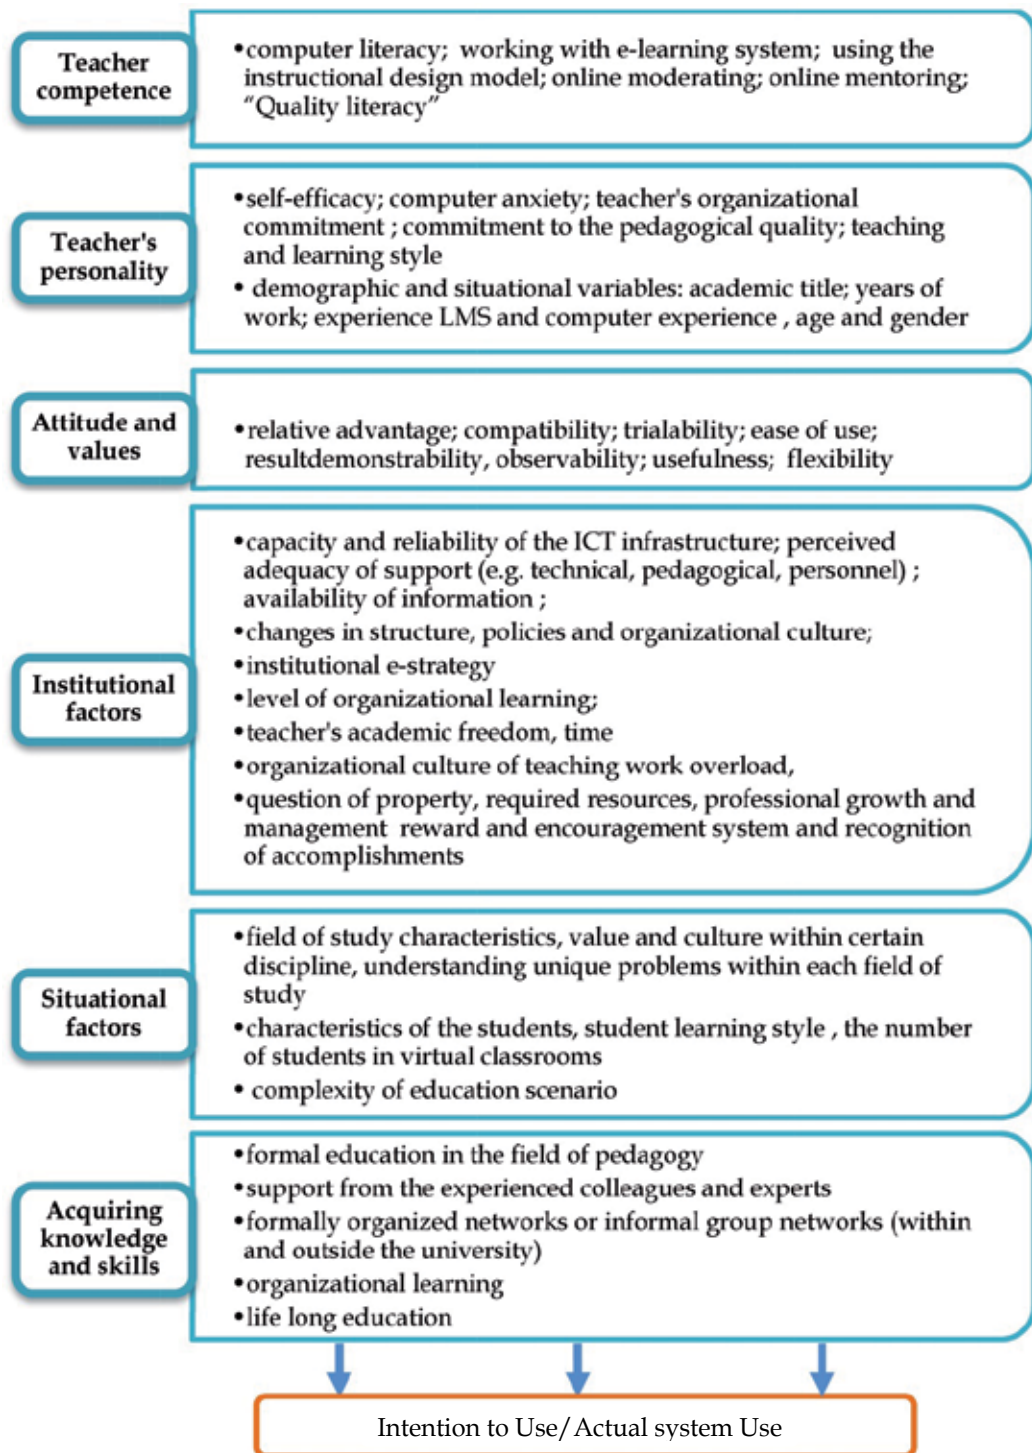 Teacher
competence
•computer literacy;  working with e-learning system;  using the
instructional design model; online moderating; online mentoring;
“Quality literacy”
Teacher's
personality
•self-efficacy; computer anxiety; teacher's organizational
commitment ; commitment to the pedagogical quality; teaching
and learning style
• demographic and situational variables: academic title; years of
work; experience LMS and computer experience , age and gender
Attitude and
values
•relative advantage; compatibility; trialability; ease of use;
resultdemonstrability, observability; usefulness;  flexibility
Institutional
factors
•capacity and reliability of the ICT infrastructure; perceived
adequacy of support (e.g. technical, pedagogical, personnel) ;
availability of information ;
•changes in structure, policies and organizational culture;
•institutional e-strategy
•level of organizational learning;
•teacher's academic freedom, time
•organizational culture of teaching work overload,
•question of property, required resources, professional growth and
management  reward and encouragement system and recognition
of accomplishments
Situational
factors
•field of study characteristics, value and culture within certain
discipline, understanding unique problems within each field of
study
•characteristics of the students, student learning style , the number
of students in virtual classrooms
• complexity of education scenario
Acquiring
knowledge
and skills
•formal education in the field of pedagogy
•support from the experienced colleagues and experts
•formally organized networks or informal group networks (within
and outside the university)
•organizational learning
•life long education
Intention to Use/Actual system Use